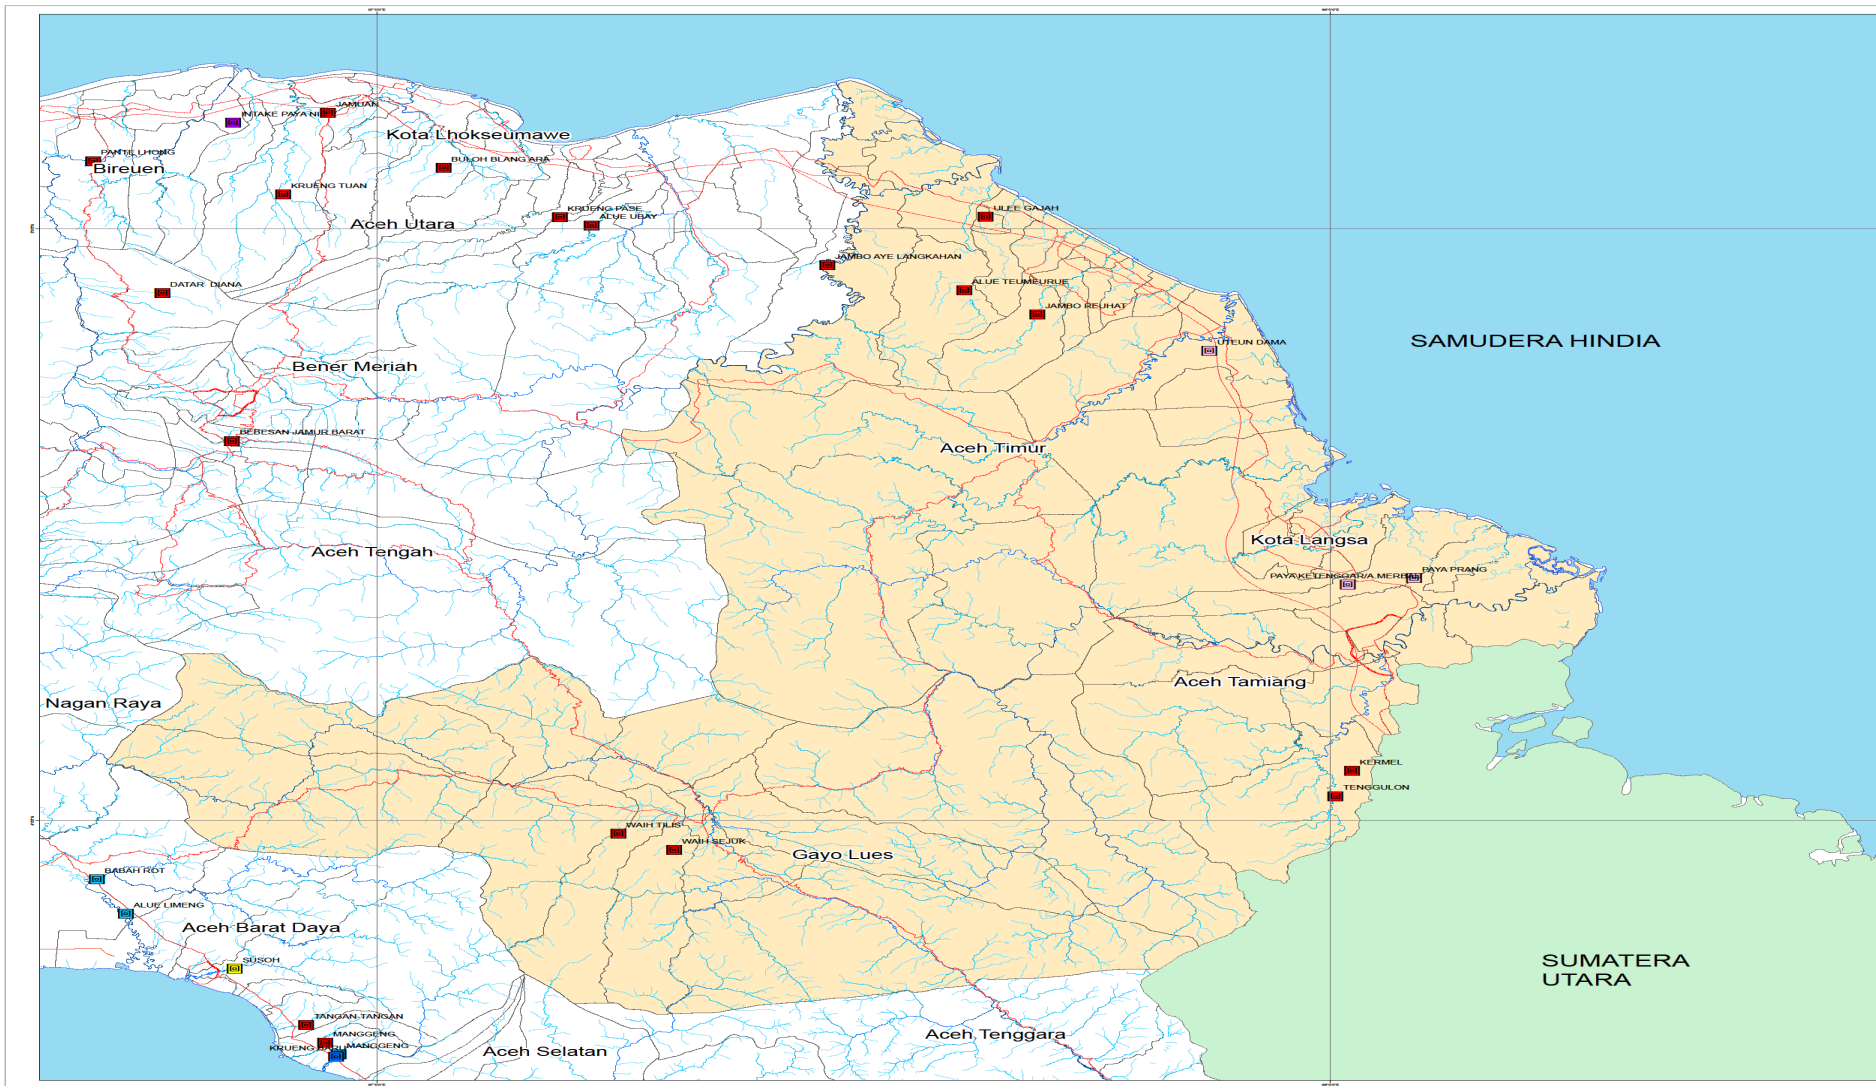 JAMUAN
INTAKE PAYA NI
Kota Lhokseumawe
PANTE LHONG
BULOH BLANG ARA
Bireuen
KRUENG TUAN
KRUENG PASE
ULEE GAJAH
ALUE UBAY
Aceh Utara
JAMBO AYE LANGKAHAN
DATAR DIANA
ALUE TEUMEURUE
JAMBO REUHAT
SAMUDERA HINDIA
UTEUN DAMA
Bener Meriah
BEBESAN JAMUR BARAT
Aceh Timur
Kota Langsa
Aceh Tengah
PAYA PRANG
PAYA KETENGGAR/A MERBAU
Aceh Tamiang
Nagan Raya
KERMEL
TENGGULON
WAIH TILIS
WAIH SEJUK
Gayo Lues
BABAH ROT
ALUE LIMENG
Aceh Barat Daya
SUSOH
SUMATERA
UTARA
TANGAN-TANGAN
MANGGENG
Aceh Tenggara
MANGGENG
Aceh Selatan